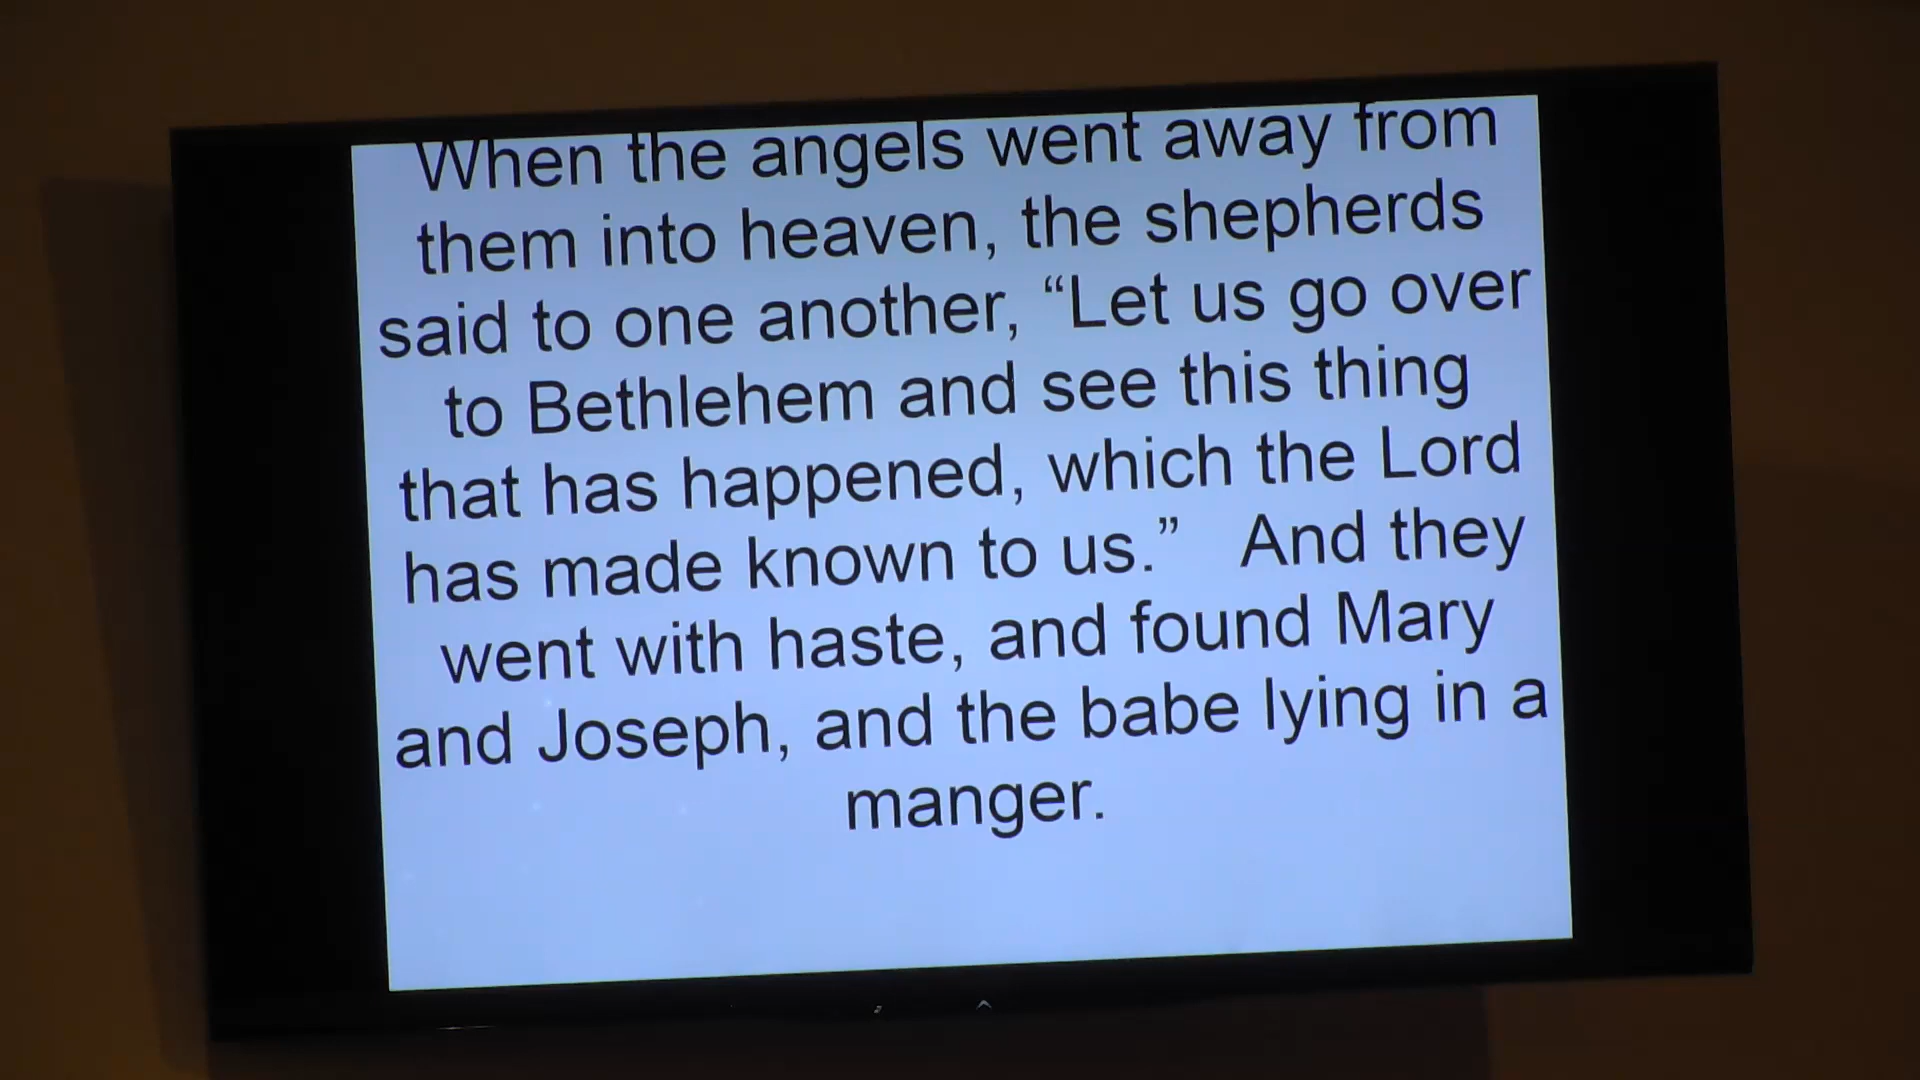 When the angels went away from
them into heaven, the shepherds
said to one another, “Let us go over
to Bethlehem and see this thing
that has happened, which the Lord
has made known to us.”   And they
went with haste, and found Mary
and Joseph, and the babe lying in a
manger.